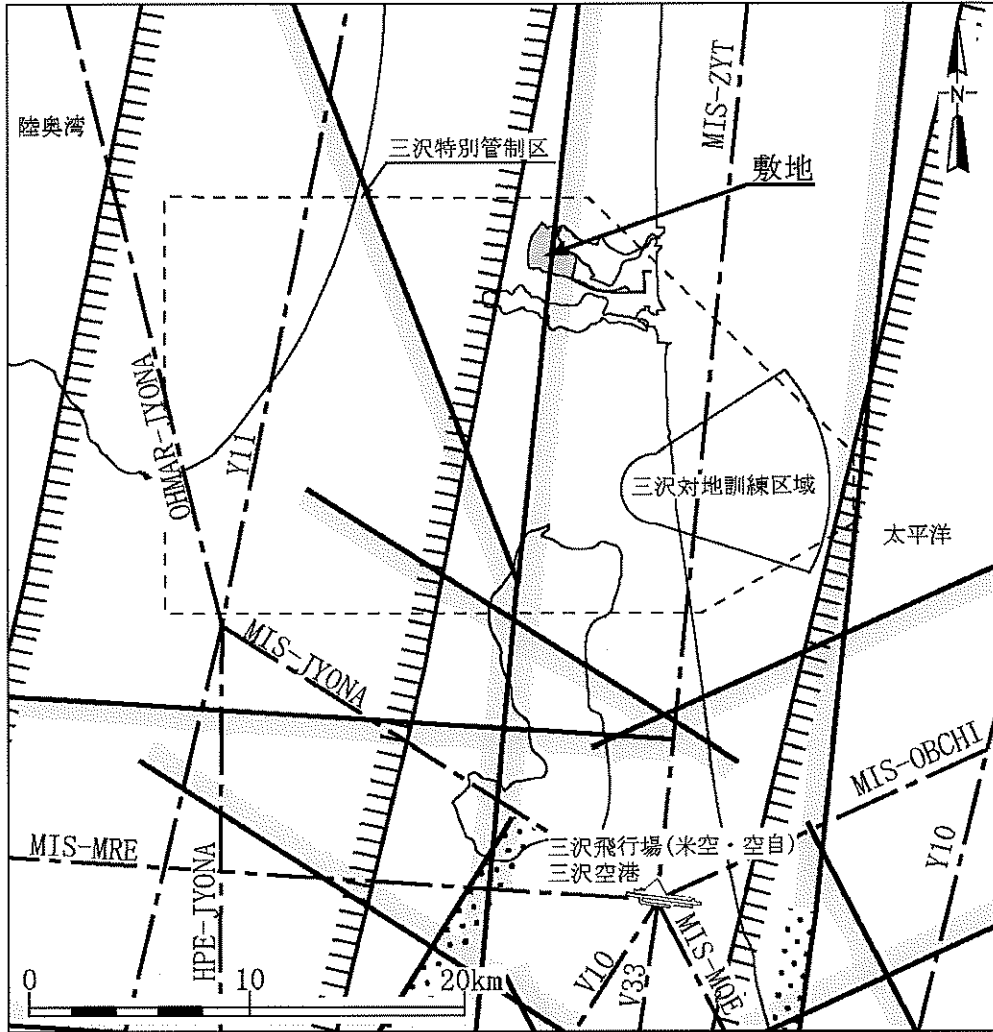 陸奥湾
三沢特別管制区
敷地
MIS-ZYT
N
OHMAR-JYONA
Y11
三沢対地訓練区域
太平洋
MIS-JYONA
MIS-OBCHI
MIS-MRE
三沢飛行場(米空・空自)
三沢空港
Y10
HPE-JYONA
V10
V33
MIS-MQE
0 10 20km